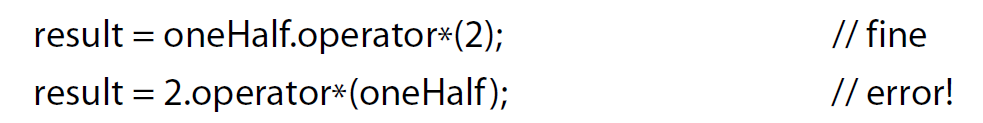 result = oneHalf.operator*(2); // fine
result = 2.operator*(oneHalf); // error!